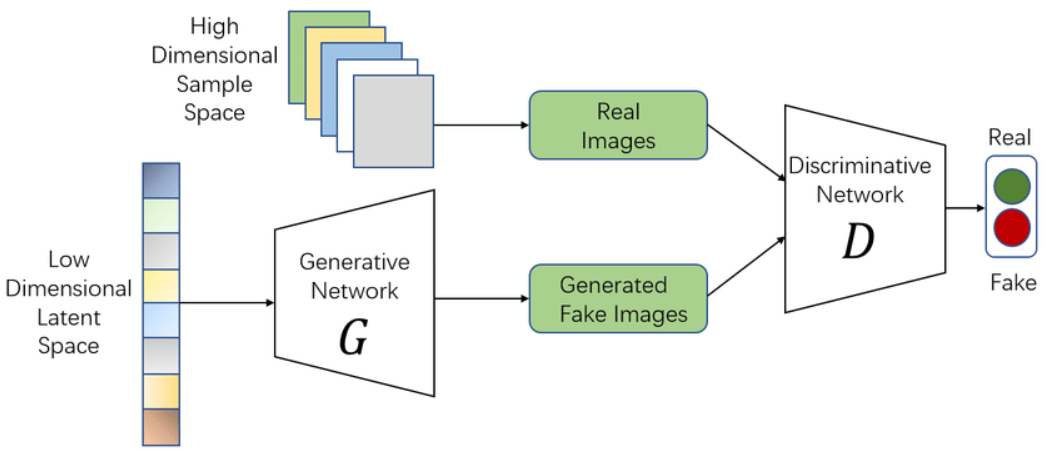 High
Dimensional
Sample
Space
Real
Images
Discriminative
Network
D
Real
Fake
Low
Dimensional
Latent
Space
Generative
Network
G
Generated
Fake Images